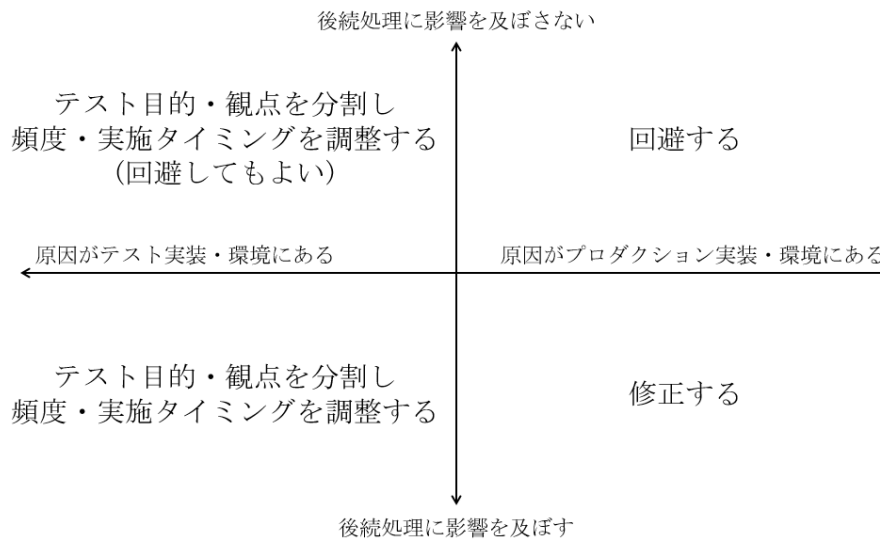 後続処理に影響を及ぼさない
テスト目的・観点を分割し
頻度・実施タイミングを調整する
(回避してもよい)
回避する
原因がテスト実装・環境にある
原因がプロダクション実装・環境にある
テスト目的・観点を分割し
頻度・実施タイミングを調整する
修正する
後続処理に影響を及ぼす